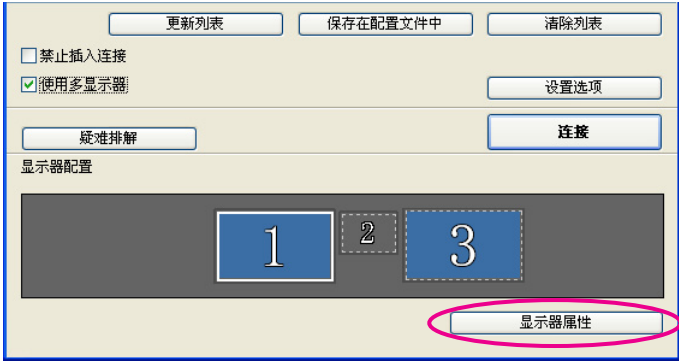 更新列表 保存在配置文件中 清除列表
禁止插入连接
使用多显示器 设置选项
疑难排解 连接
显示器配置
1 2 3
显示器属性